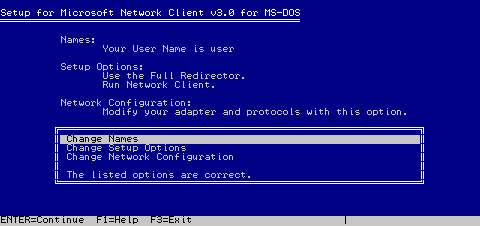 Setup for Microsoft Network Client v3.0 for MS-DOS
Names:
Your User Name is user
Setup Options:
Use the Full Redirector.
Run Network Client.
Network Configuration:
Modify your adapter and protocols with this option.
Change Names
Change Setup Options
Change Network Configuration
The listed options are correct.
ENTER=Continue F1=Help F3=Exit